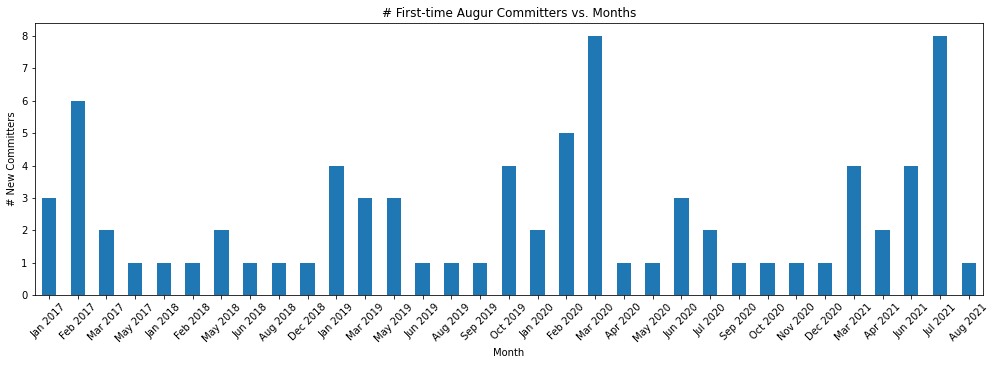 # First-time Augur Committers vs. Months
# New Committers
8
7
6
5
4
3
2
1
0
Jan 2017
Feb 2017
Mar 2017
May 2017
Jan 2018
Feb 2018
May 2018
Jun 2018
Aug 2018
Dec 2018
Jan 2019
Mar 2019
May 2019
Jun 2019
Aug 2019
Sep 2019
Oct 2019
Jan 2020
Feb 2020
Mar 2020
Apr 2020
May 2020
Jun 2020
Jul 2020
Sep 2020
Oct 2020
Nov 2020
Dec 2020
Mar 2021
Apr 2021
Jun 2021
Jul 2021
Aug 2021
Month